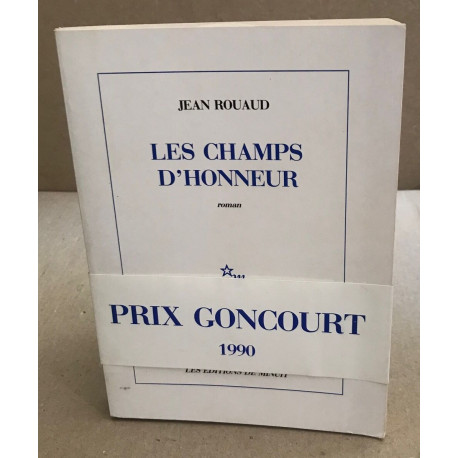 JEAN ROUAUD
LES CHAMPS
D'HONNEUR
roman
PRIX GONCOURT
1990
LES EDITIONS DE MINUIT